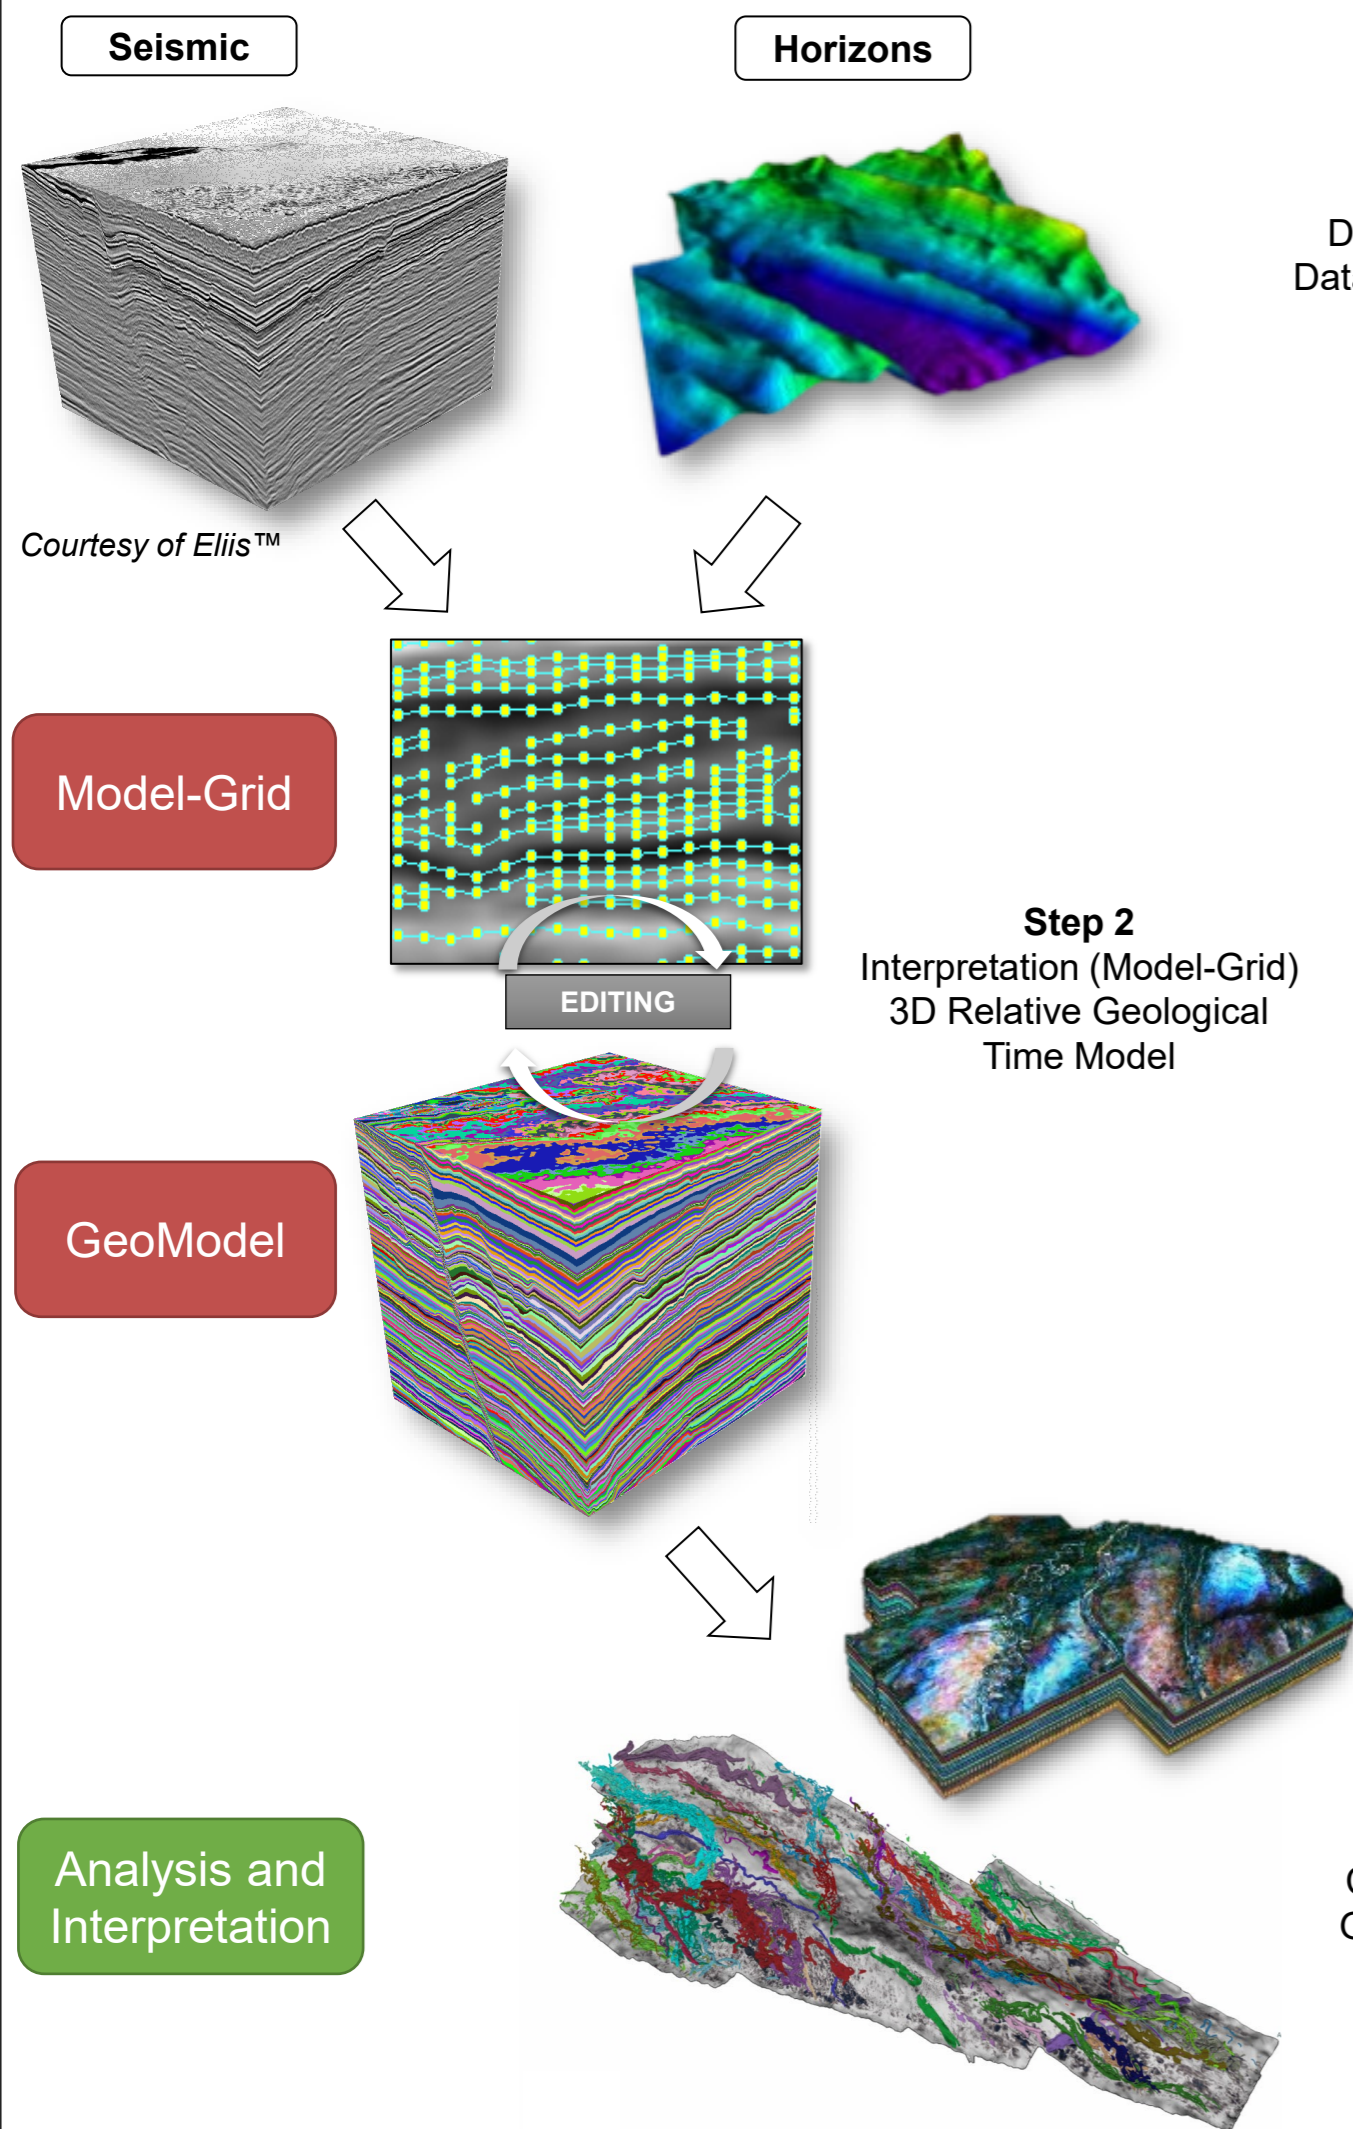 Seismic
Horizons
Courtesy of Eliis™
Model-Grid
EDITING
Step 2
Interpretation (Model-Grid)
3D Relative Geological
Time Model
GeoModel
Analysis and
Interpretation